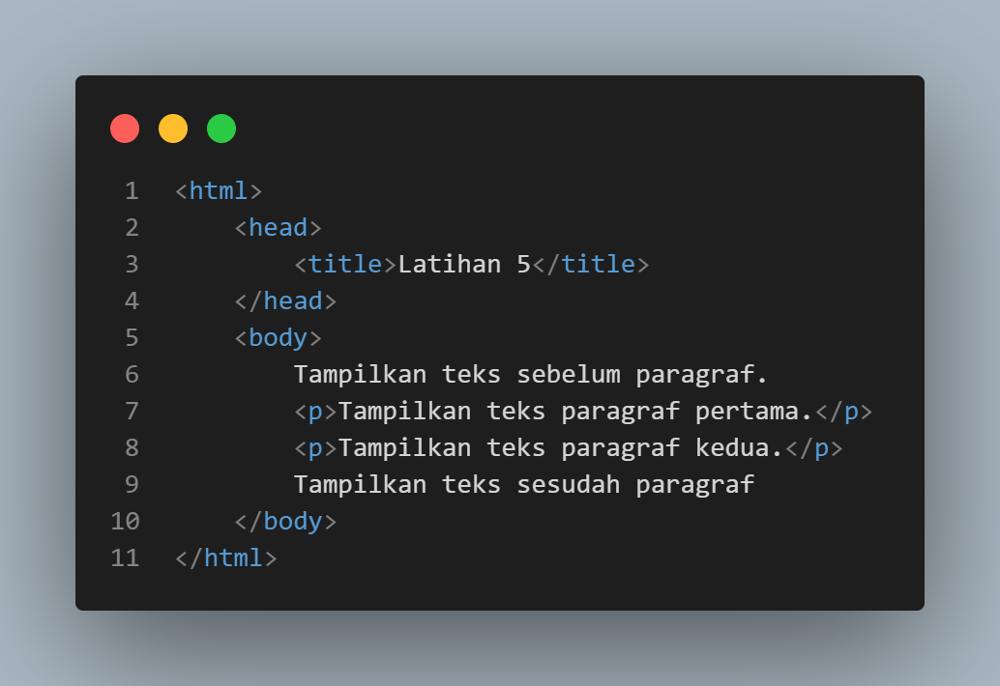 1 <html>
2     <head>
3         <title>Latihan 5</title>
4     </head>
5     <body>
6         Tampilkan teks sebelum paragraf.
7         <p>Tampilkan teks paragraf pertama.</p>
8         <p>Tampilkan teks paragraf kedua.</p>
9         Tampilkan teks sesudah paragraf
10     </body>
11 </html>